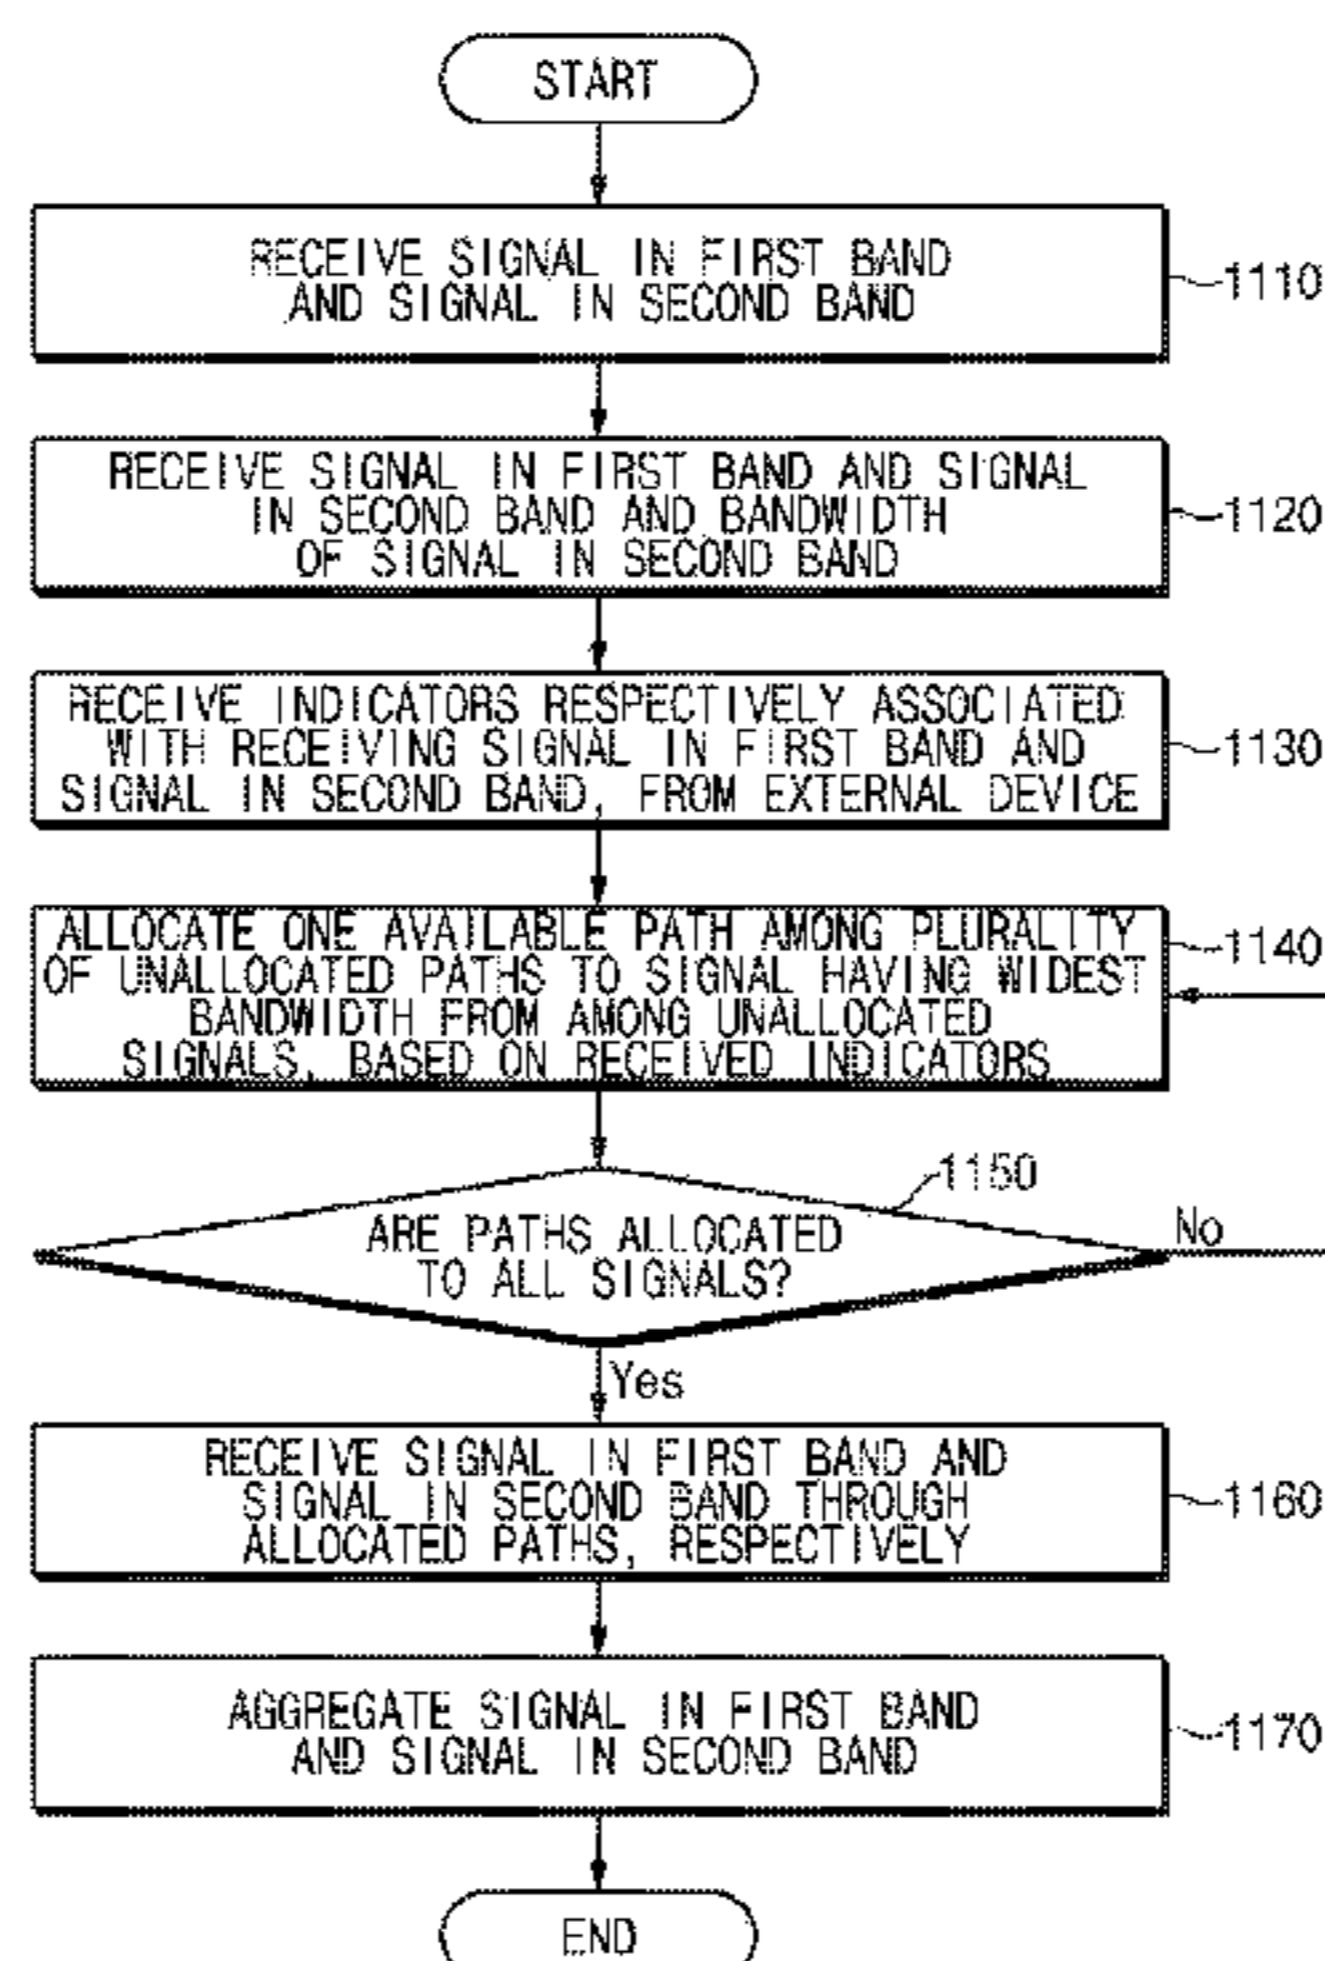 START
RECEIVE SIGNAL IN FIRST BAND
AND SIGNAL IN SECOND BAND
1110
RECEIVE SIGNAL IN FIRST BAND AND SIGNAL
IN SECOND BAND AND BANDWIDTH
OF SIGNAL IN SECOND BAND
1120
RECEIVE INDICATORS RESPECTIVELY ASSOCIATED
WITH RECEIVING SIGNAL IN FIRST BAND AND
SIGNAL IN SECOND BAND, FROM EXTERNAL DEVICE
1130
ALLOCATE ONE AVAILABLE PATH AMONG PLURALITY
OF UNALLOCATED PATHS TO SIGNAL HAVING WIDEST
BANDWIDTH FROM AMONG UNALLOCATED
SIGNALS, BASED ON RECEIVED INDICATORS
1140
1150
ARE PATHS ALLOCATED
TO ALL SIGNALS?
No
Yes
RECEIVE SIGNAL IN FIRST BAND AND
SIGNAL IN SECOND BAND THROUGH
ALLOCATED PATHS, RESPECTIVELY
1160
AGGREGATE SIGNAL IN FIRST BAND
AND SIGNAL IN SECOND BAND
1170
END